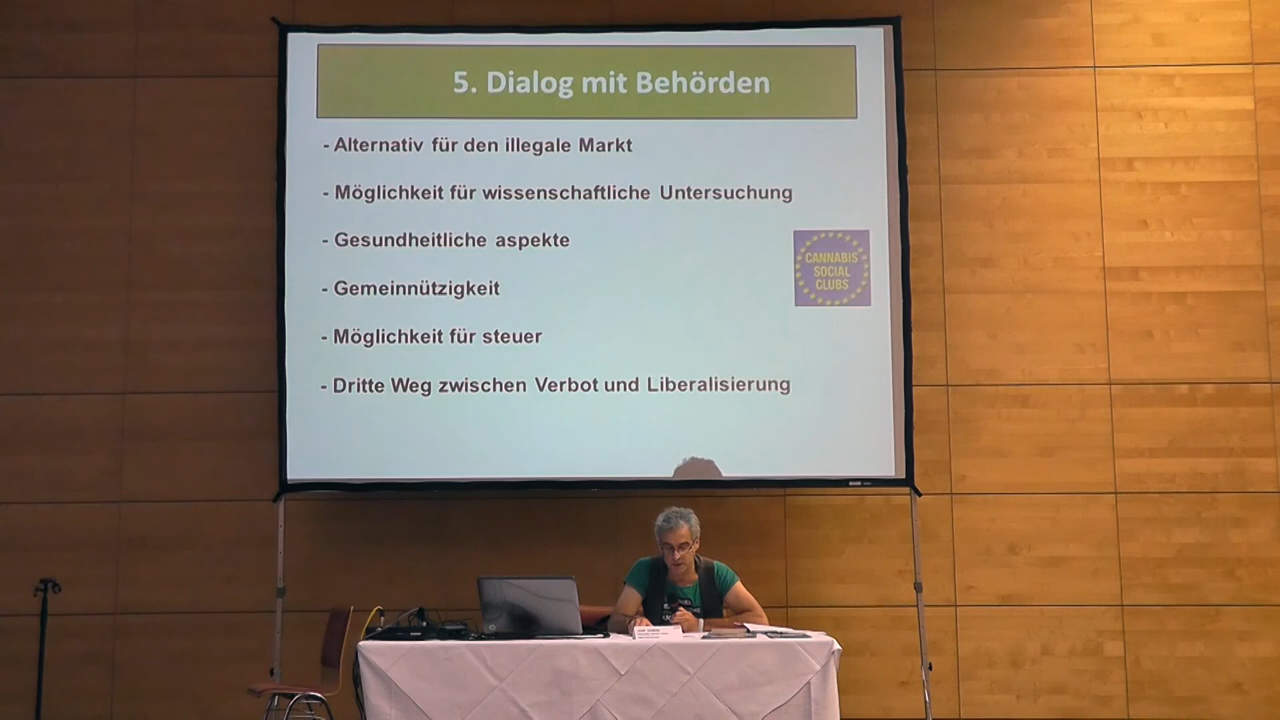 5. Dialog mit Behörden
- Alternativ für den illegale Markt
- Möglichkeit für wissenschaftliche Untersuchung
- Gesundheitliche aspekte
- Gemeinnützigkeit
- Möglichkeit für steuer
- Dritte Weg zwischen Verbot und Liberalisierung
CANNABIS
SOCIAL
CLUBS